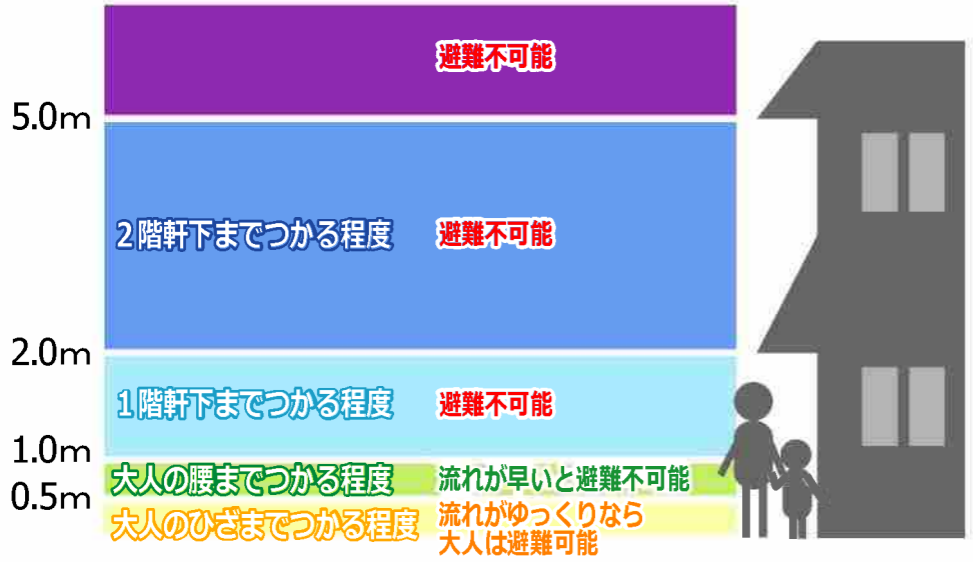 避難不可能
5.0m
2階軒下までつかる程度 避難不可能
2.0m
1階軒下までつかる程度 避難不可能
1.0m
大人の腰までつかる程度 流れが早いと避難不可能
0.5m
大人のひざまでつかる程度 流れがゆっくりなら
大人は避難可能